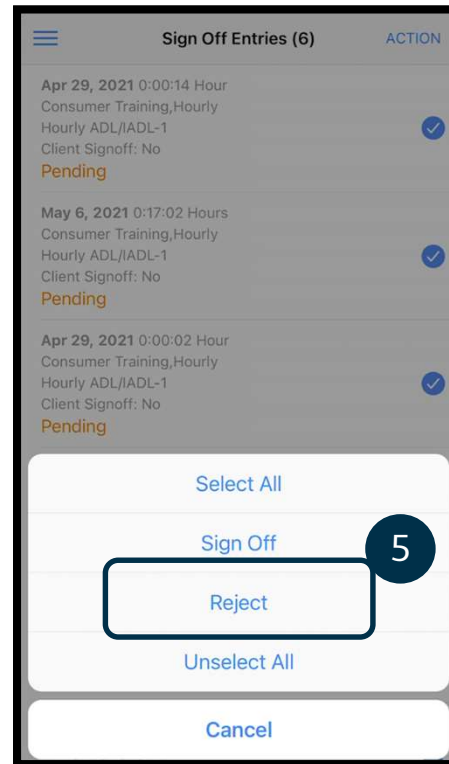 Sign Off Entries (6) ACTION
Apr 29, 2021 0:00:14 Hour
Consumer Training,Hourly
Hourly ADL/IADL-1
Client Signoff: No
Pending
May 6, 2021 0:17:02 Hours
Consumer Training,Hourly
Hourly ADL/IADL-1
Client Signoff: No
Pending
Apr 29, 2021 0:00:02 Hour
Consumer Training,Hourly
Hourly ADL/IADL-1
Client Signoff: No
Pending
Select All
Sign Off
5
Reject
Unselect All
Cancel